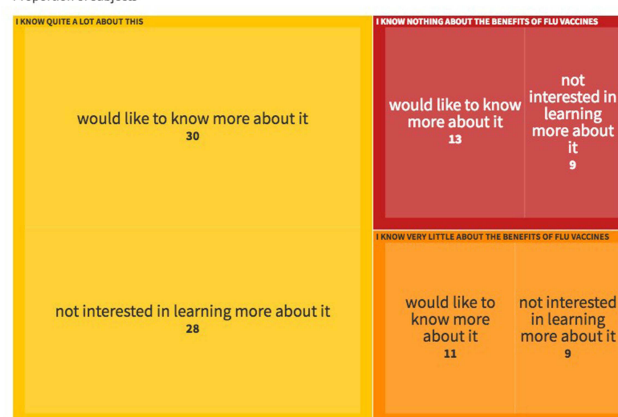 I KNOW QUITE A LOT ABOUT THIS
would like to know more about it
30
not interested in learning more about it
28
I KNOW NOTHING ABOUT THE BENEFITS OF FLU VACCINES
would like to know
more about it
13
not
interested in
learning
more about
it
9
I KNOW VERY LITTLE ABOUT THE BENEFITS OF FLU VACCINES
would like to
know more
about it
11
not interested
in learning
more about it
9